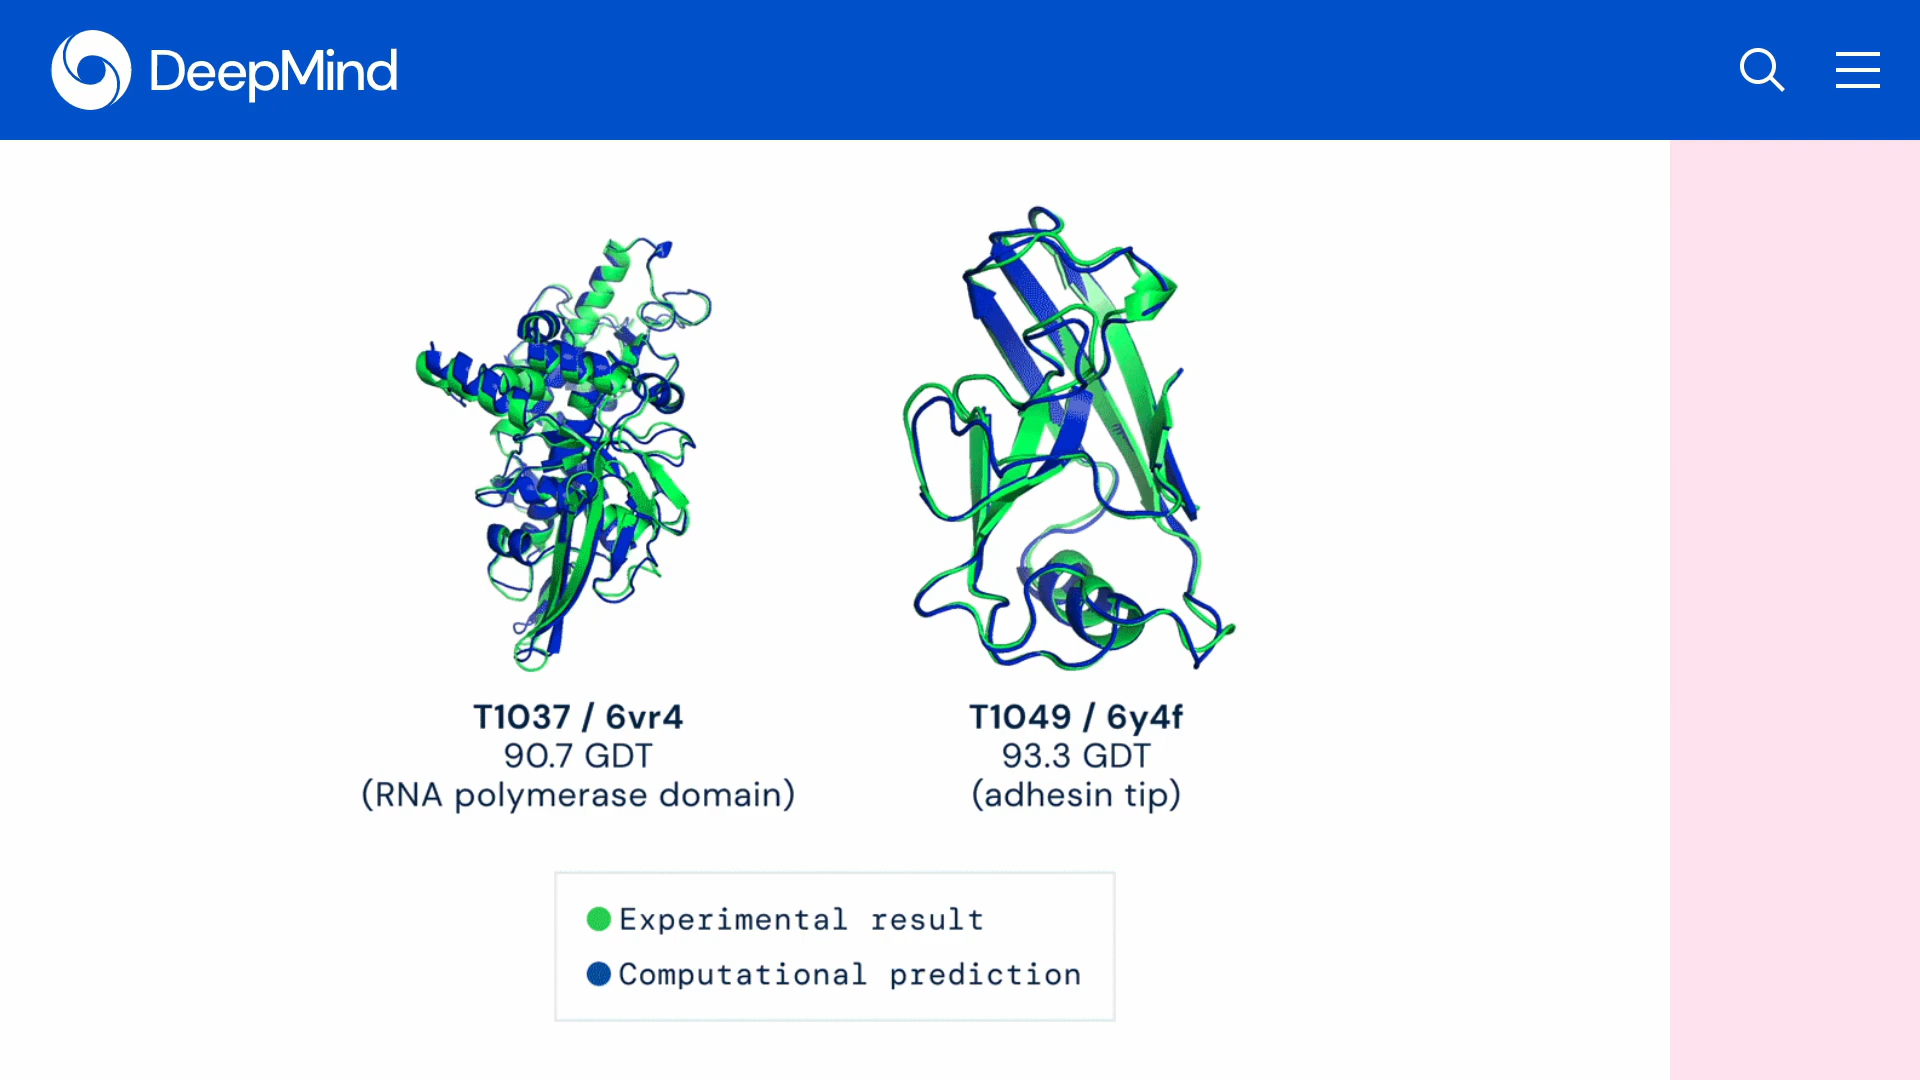 DeepMind
T1037 / 6vr4
90.7 GDT
(RNA polymerase domain)
T1049 / 6y4f
93.3 GDT
(adhesin tip)
Experimental result
Computational prediction